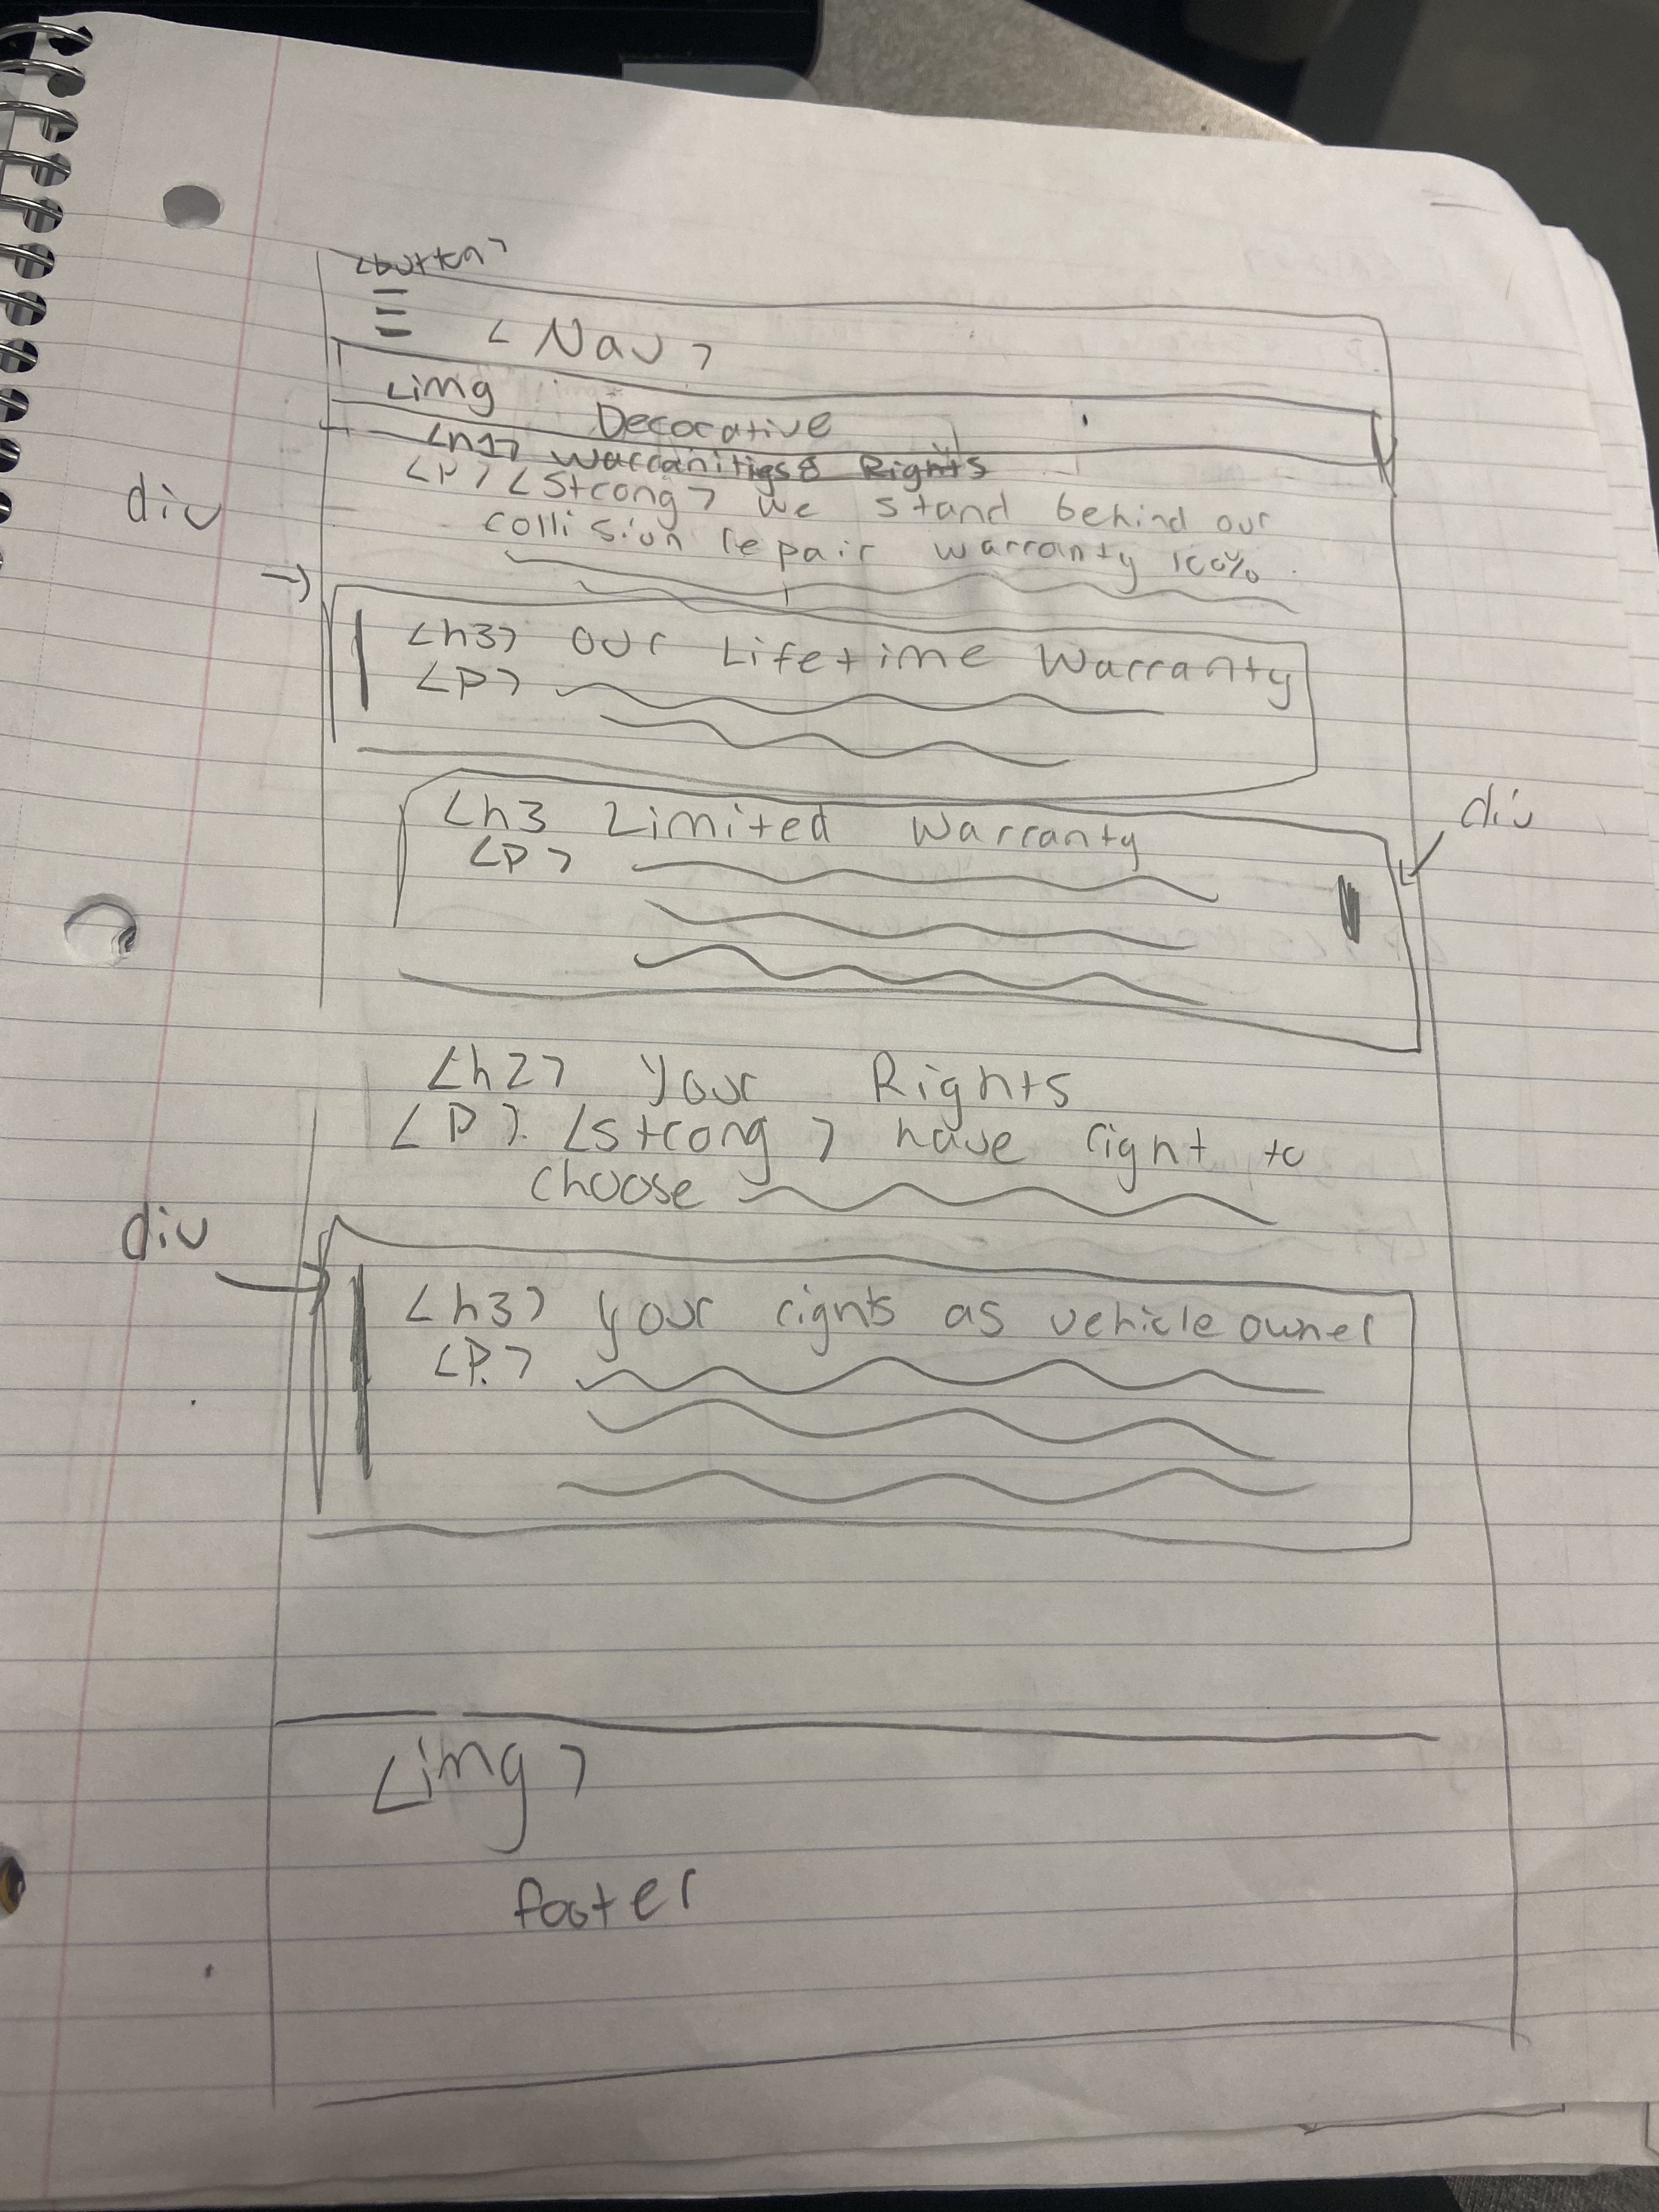 <button>
<Nav>
<img
Decorative
<h1> Warranities & Rights
<P> <Strong> we stand behind our
div
collision repair warranty 100%
<h3> our Lifetime Warranty
<P>
div
<h3 Limited warranty
<P>
<h2> Your Rights
<P> <strong> have right to
choose
div
<h3> your rights as vehicle owner
<P.>
<img>
footer